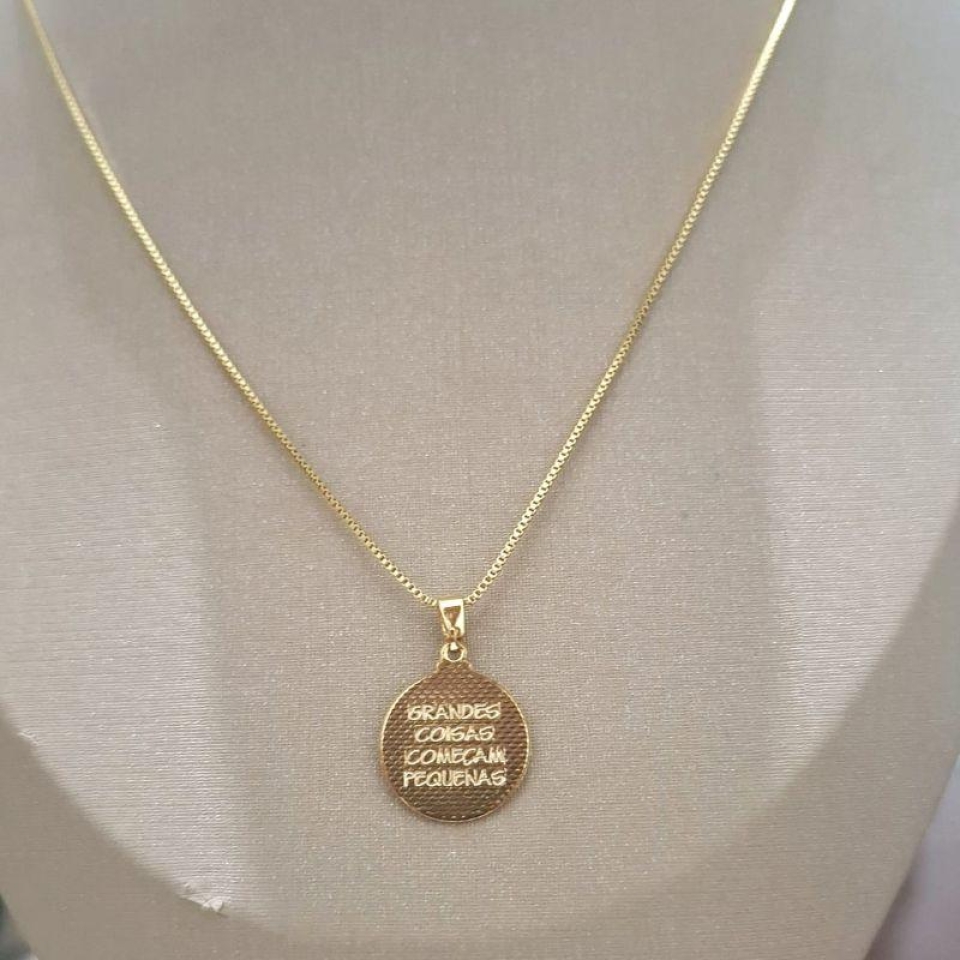 GRANDES
COISAS
COMEÇAM
PEQUENAS